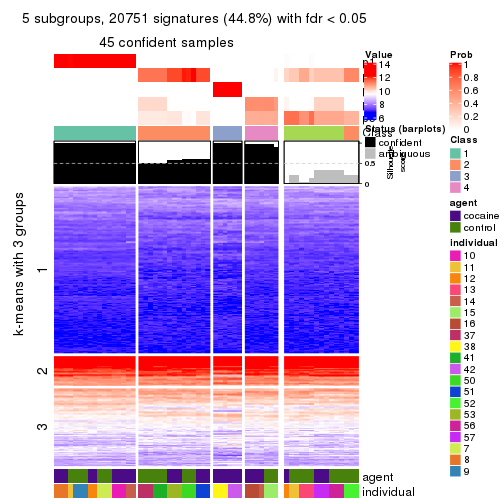 5 subgroups, 20751 signatures (44.8%) with fdr < 0.05
45 confident samples
k-means with 3 groups
1
2
3
p1
Class
1
0.5
0
Silhouette
score
agent
individual
Value
14
12
10
8
6
Status (barplots)
confident
ambiguous
Prob
1
0.8
0.6
0.4
0.2
0
Class
1
2
3
4
agent
cocaine
control
individual
10
11
12
13
14
15
16
37
38
41
42
50
51
52
53
56
57
7
8
9